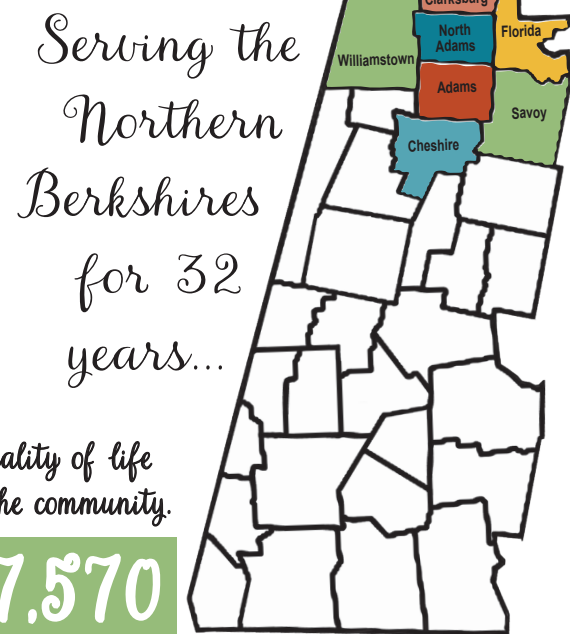 Serving the
Northern
Berkshires
for 32
years...
ality of life
he community.
7,570
Clarksburg
North
Adams
Florida
Williamstown
Adams
Savoy
Cheshire